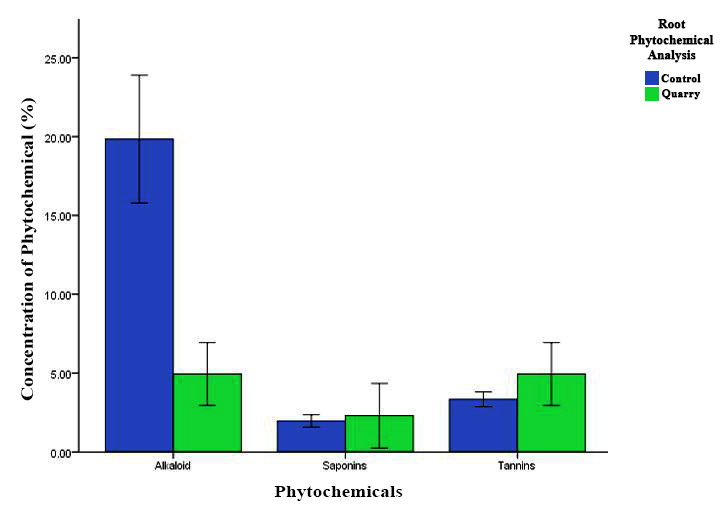 Root
Phytochemical
Analysis
Control
Quarry
Concentration of Phytochemical (%)
25.00
20.00
15.00
10.00
5.00
0.00
Alkaloid
Saponins
Tannins
Phytochemicals